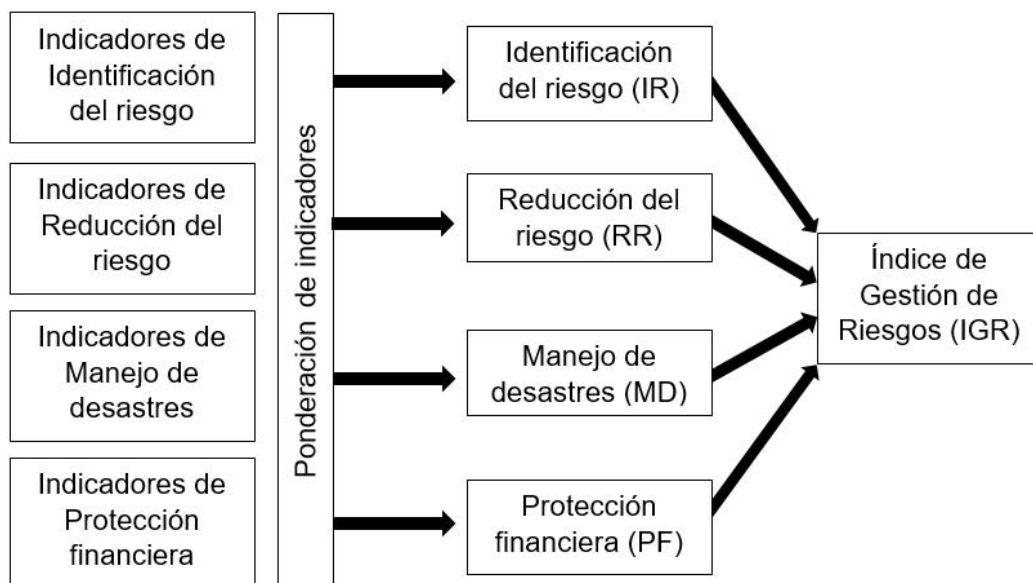 Indicadores de
Identificación
del riesgo
Indicadores de
Reducción del
riesgo
Indicadores de
Manejo de
desastres
Indicadores de
Protección
financiera
Ponderación de indicadores
Identificación
del riesgo (IR)
Reducción del
riesgo (RR)
Manejo de
desastres (MD)
Protección
financiera (PF)
Índice de
Gestión de
Riesgos (IGR)